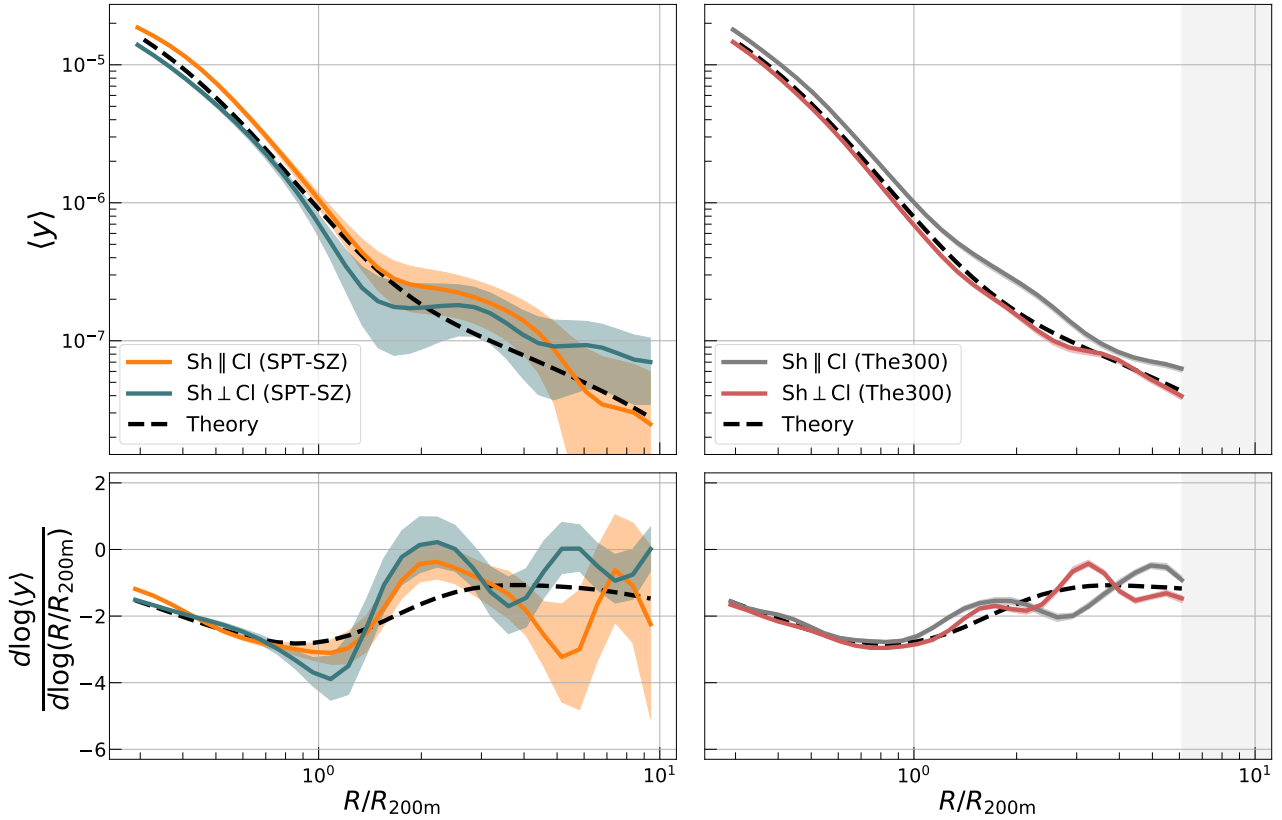 10⁻⁵
10⁻⁶
10⁻⁷
⟨y⟩
Sh ∥ Cl (SPT-SZ)
Sh ⊥ Cl (SPT-SZ)
Theory
Sh ∥ Cl (The300)
Sh ⊥ Cl (The300)
Theory
2
0
−2
−4
−6
dlog⟨y⟩
dlog(R/R₂₀₀ₘ)
10⁰
10¹
R/R₂₀₀ₘ
10⁰
10¹
R/R₂₀₀ₘ